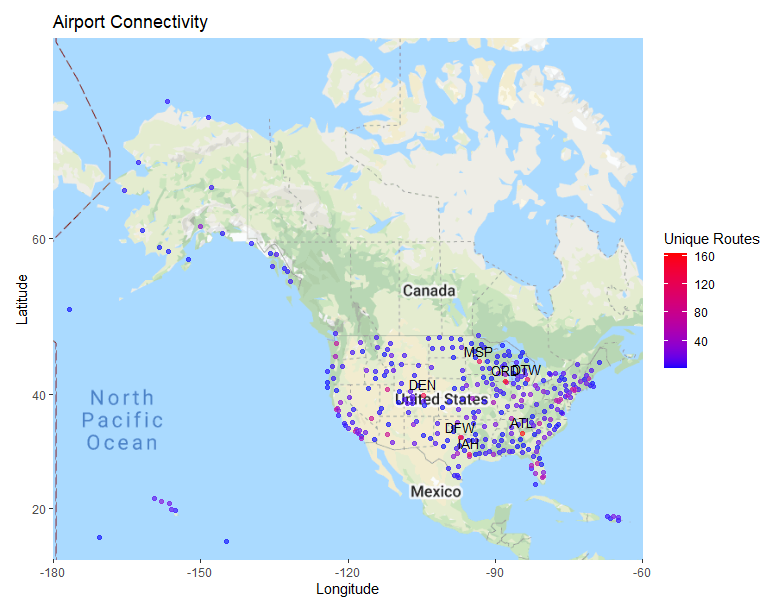 Airport Connectivity
Latitude
60
40
20
Canada
MSP
ORD
DTW
DEN
United States
North
Pacific
Ocean
DFW
ATL
IAH
Mexico
-180
-150
-120
-90
-60
Longitude
Unique Routes
160
120
80
40